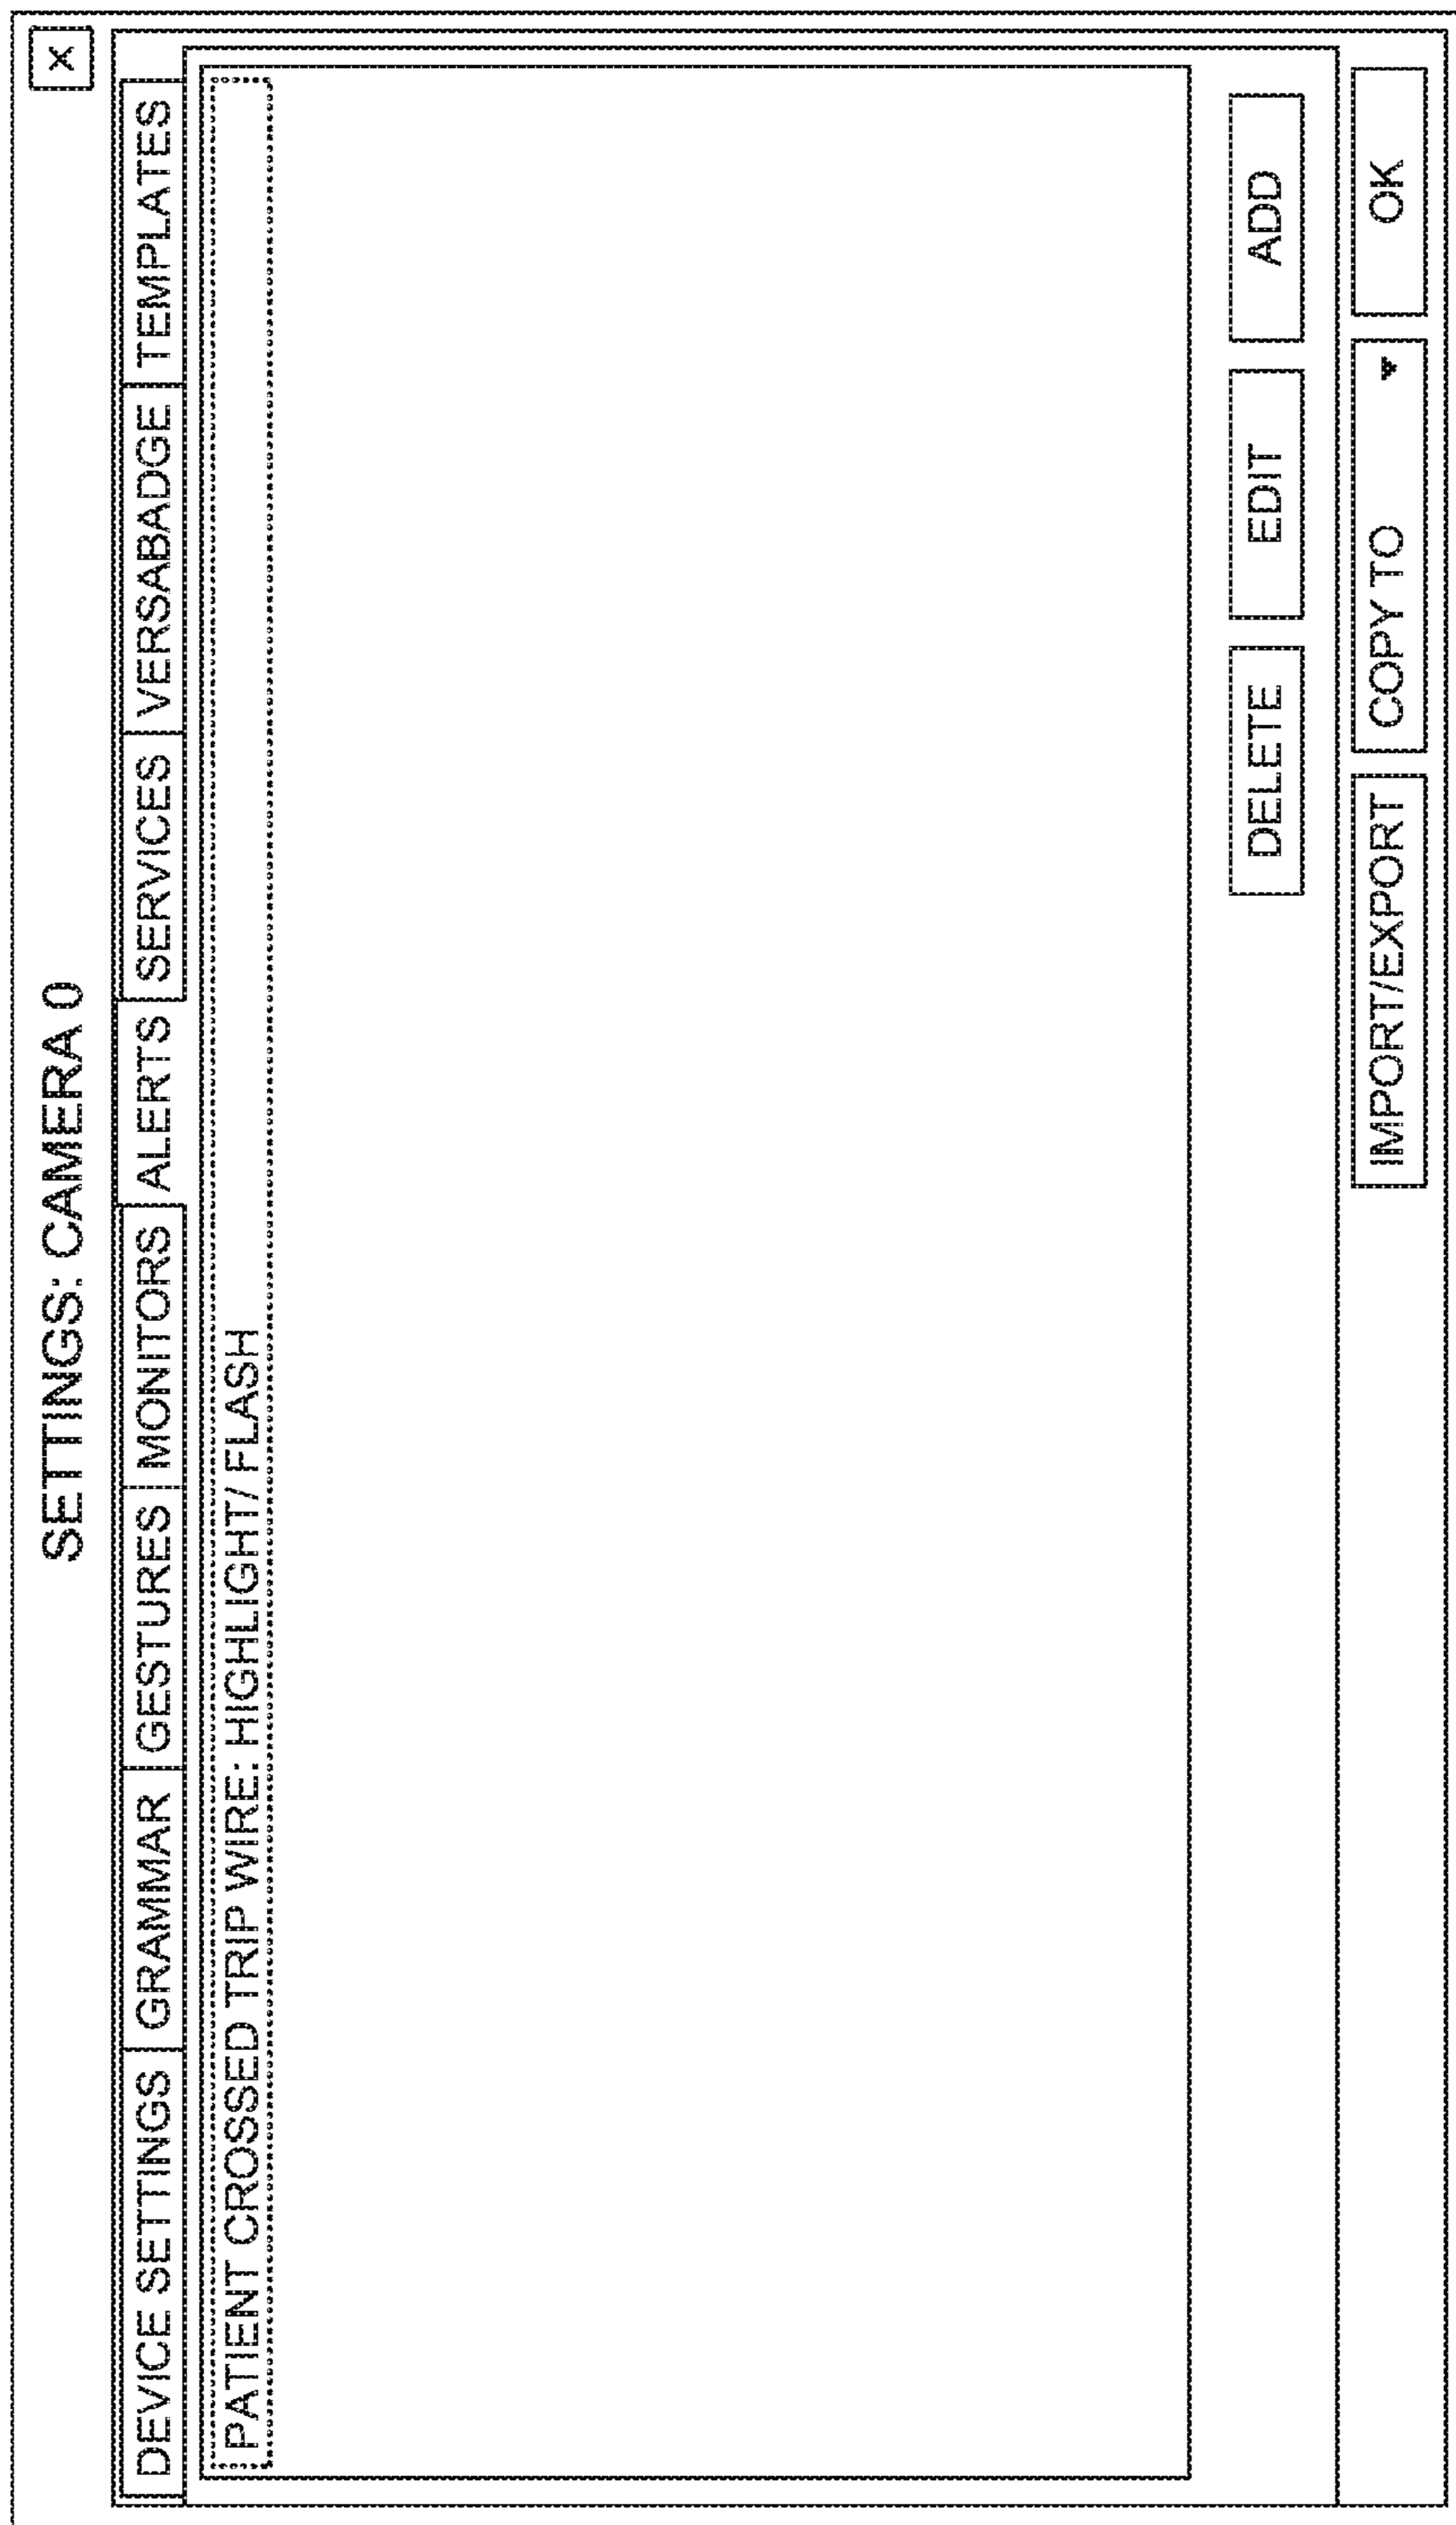 SETTINGS: CAMERA 0
X
DEVICE SETTINGS GRAMMAR GESTURES MONITORS ALERTS SERVICES VERSABADGE TEMPLATES
PATIENT CROSSED TRIP WIRE: HIGHLIGHT/ FLASH
DELETE EDIT ADD
IMPORT/EXPORT COPY TO OK